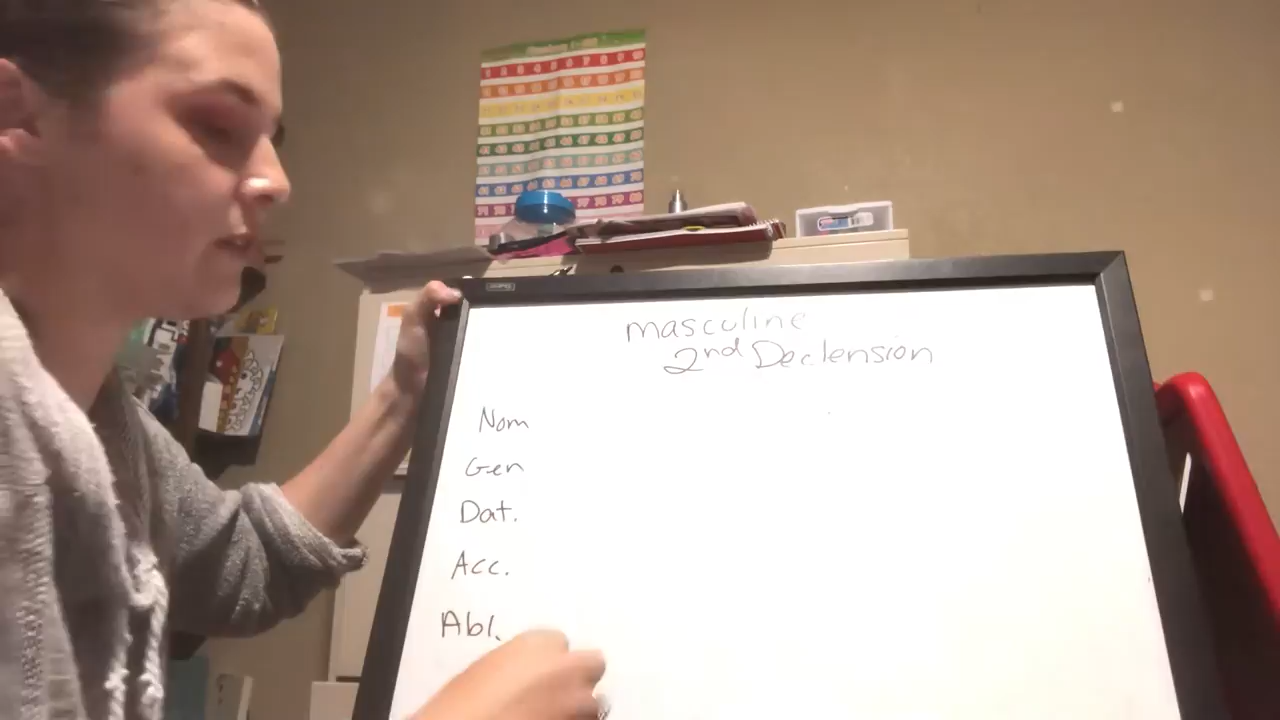 masculine
2nd Declension
Nom
Gen
Dat.
Acc.
Abl.